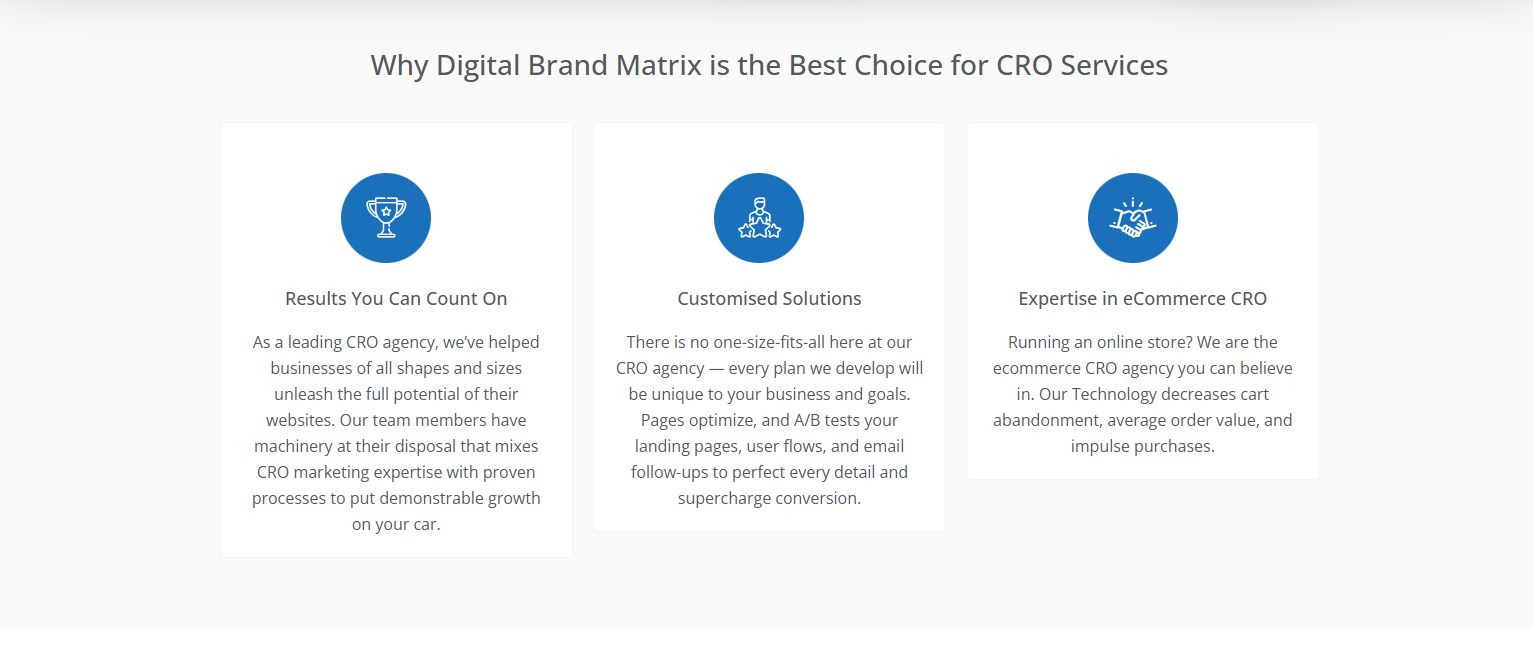 Why Digital Brand Matrix is the Best Choice for CRO Services
Results You Can Count On
As a leading CRO agency, we’ve helped
businesses of all shapes and sizes
unleash the full potential of their
websites. Our team members have
machinery at their disposal that mixes
CRO marketing expertise with proven
processes to put demonstrable growth
on your car.
Customised Solutions
There is no one-size-fits-all here at our
CRO agency — every plan we develop will
be unique to your business and goals.
Pages optimize, and A/B tests your
landing pages, user flows, and email
follow-ups to perfect every detail and
supercharge conversion.
Expertise in eCommerce CRO
Running an online store? We are the
ecommerce CRO agency you can believe
in. Our Technology decreases cart
abandonment, average order value, and
impulse purchases.